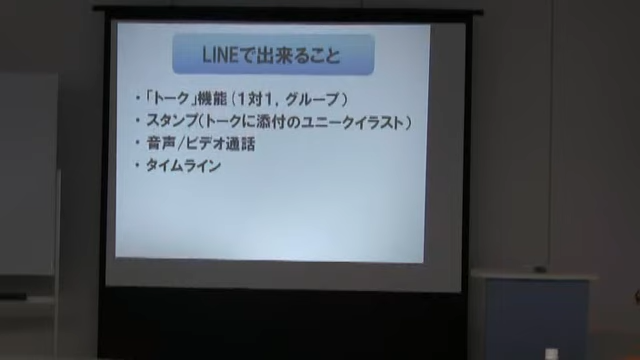 LINEで出来ること
・「トーク」機能(1対1，グループ)
・スタンプ(トークに添付のユニークイラスト)
・音声/ビデオ通話
・タイムライン